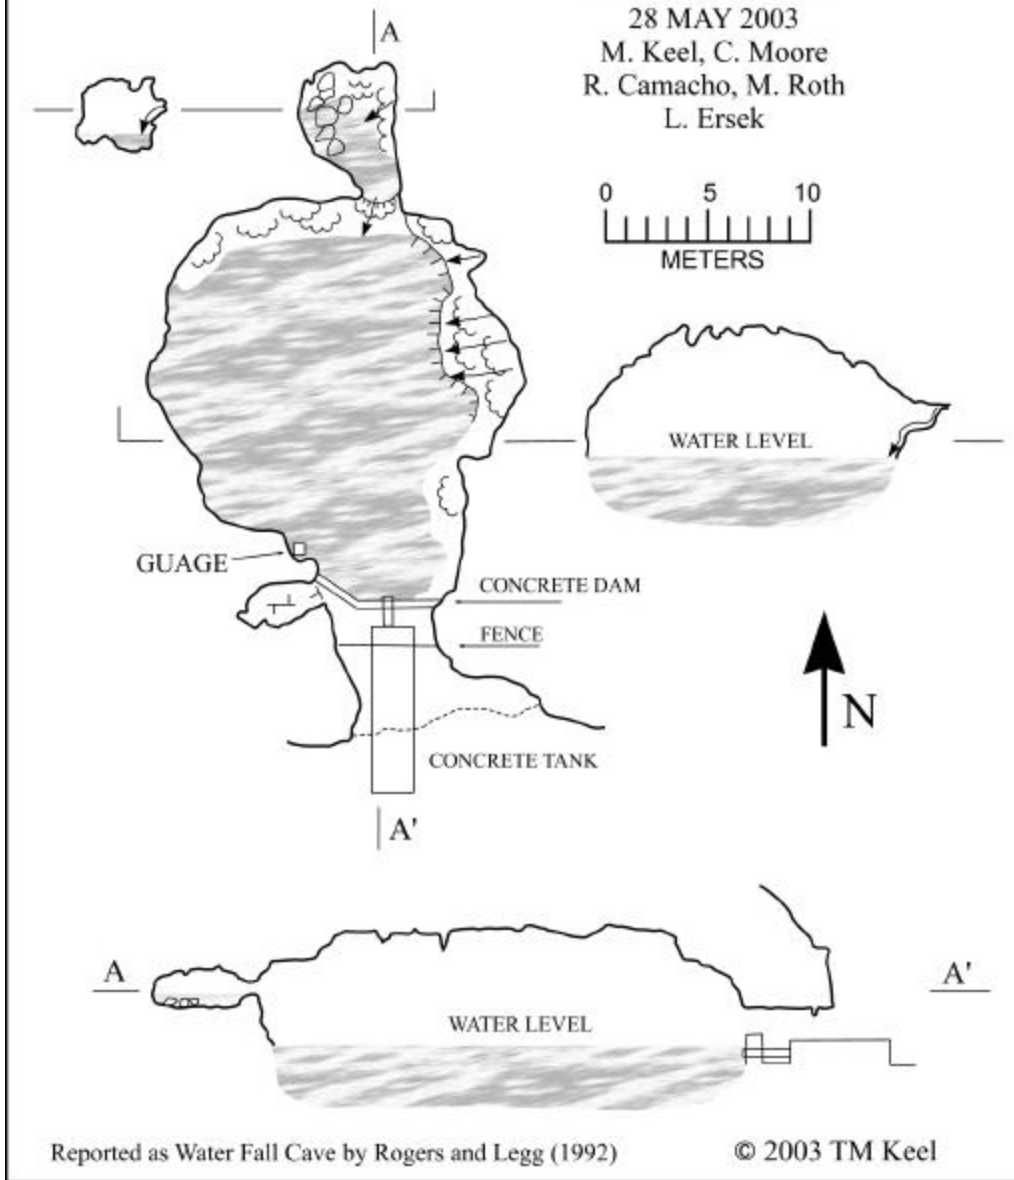 A
28 MAY 2003
M. Keel, C. Moore
R. Camacho, M. Roth
L. Ersek
0 5 10
METERS
WATER LEVEL
GUAGE
CONCRETE DAM
FENCE
N
CONCRETE TANK
A'
A
A'
WATER LEVEL
Reported as Water Fall Cave by Rogers and Legg (1992)
© 2003 TM Keel